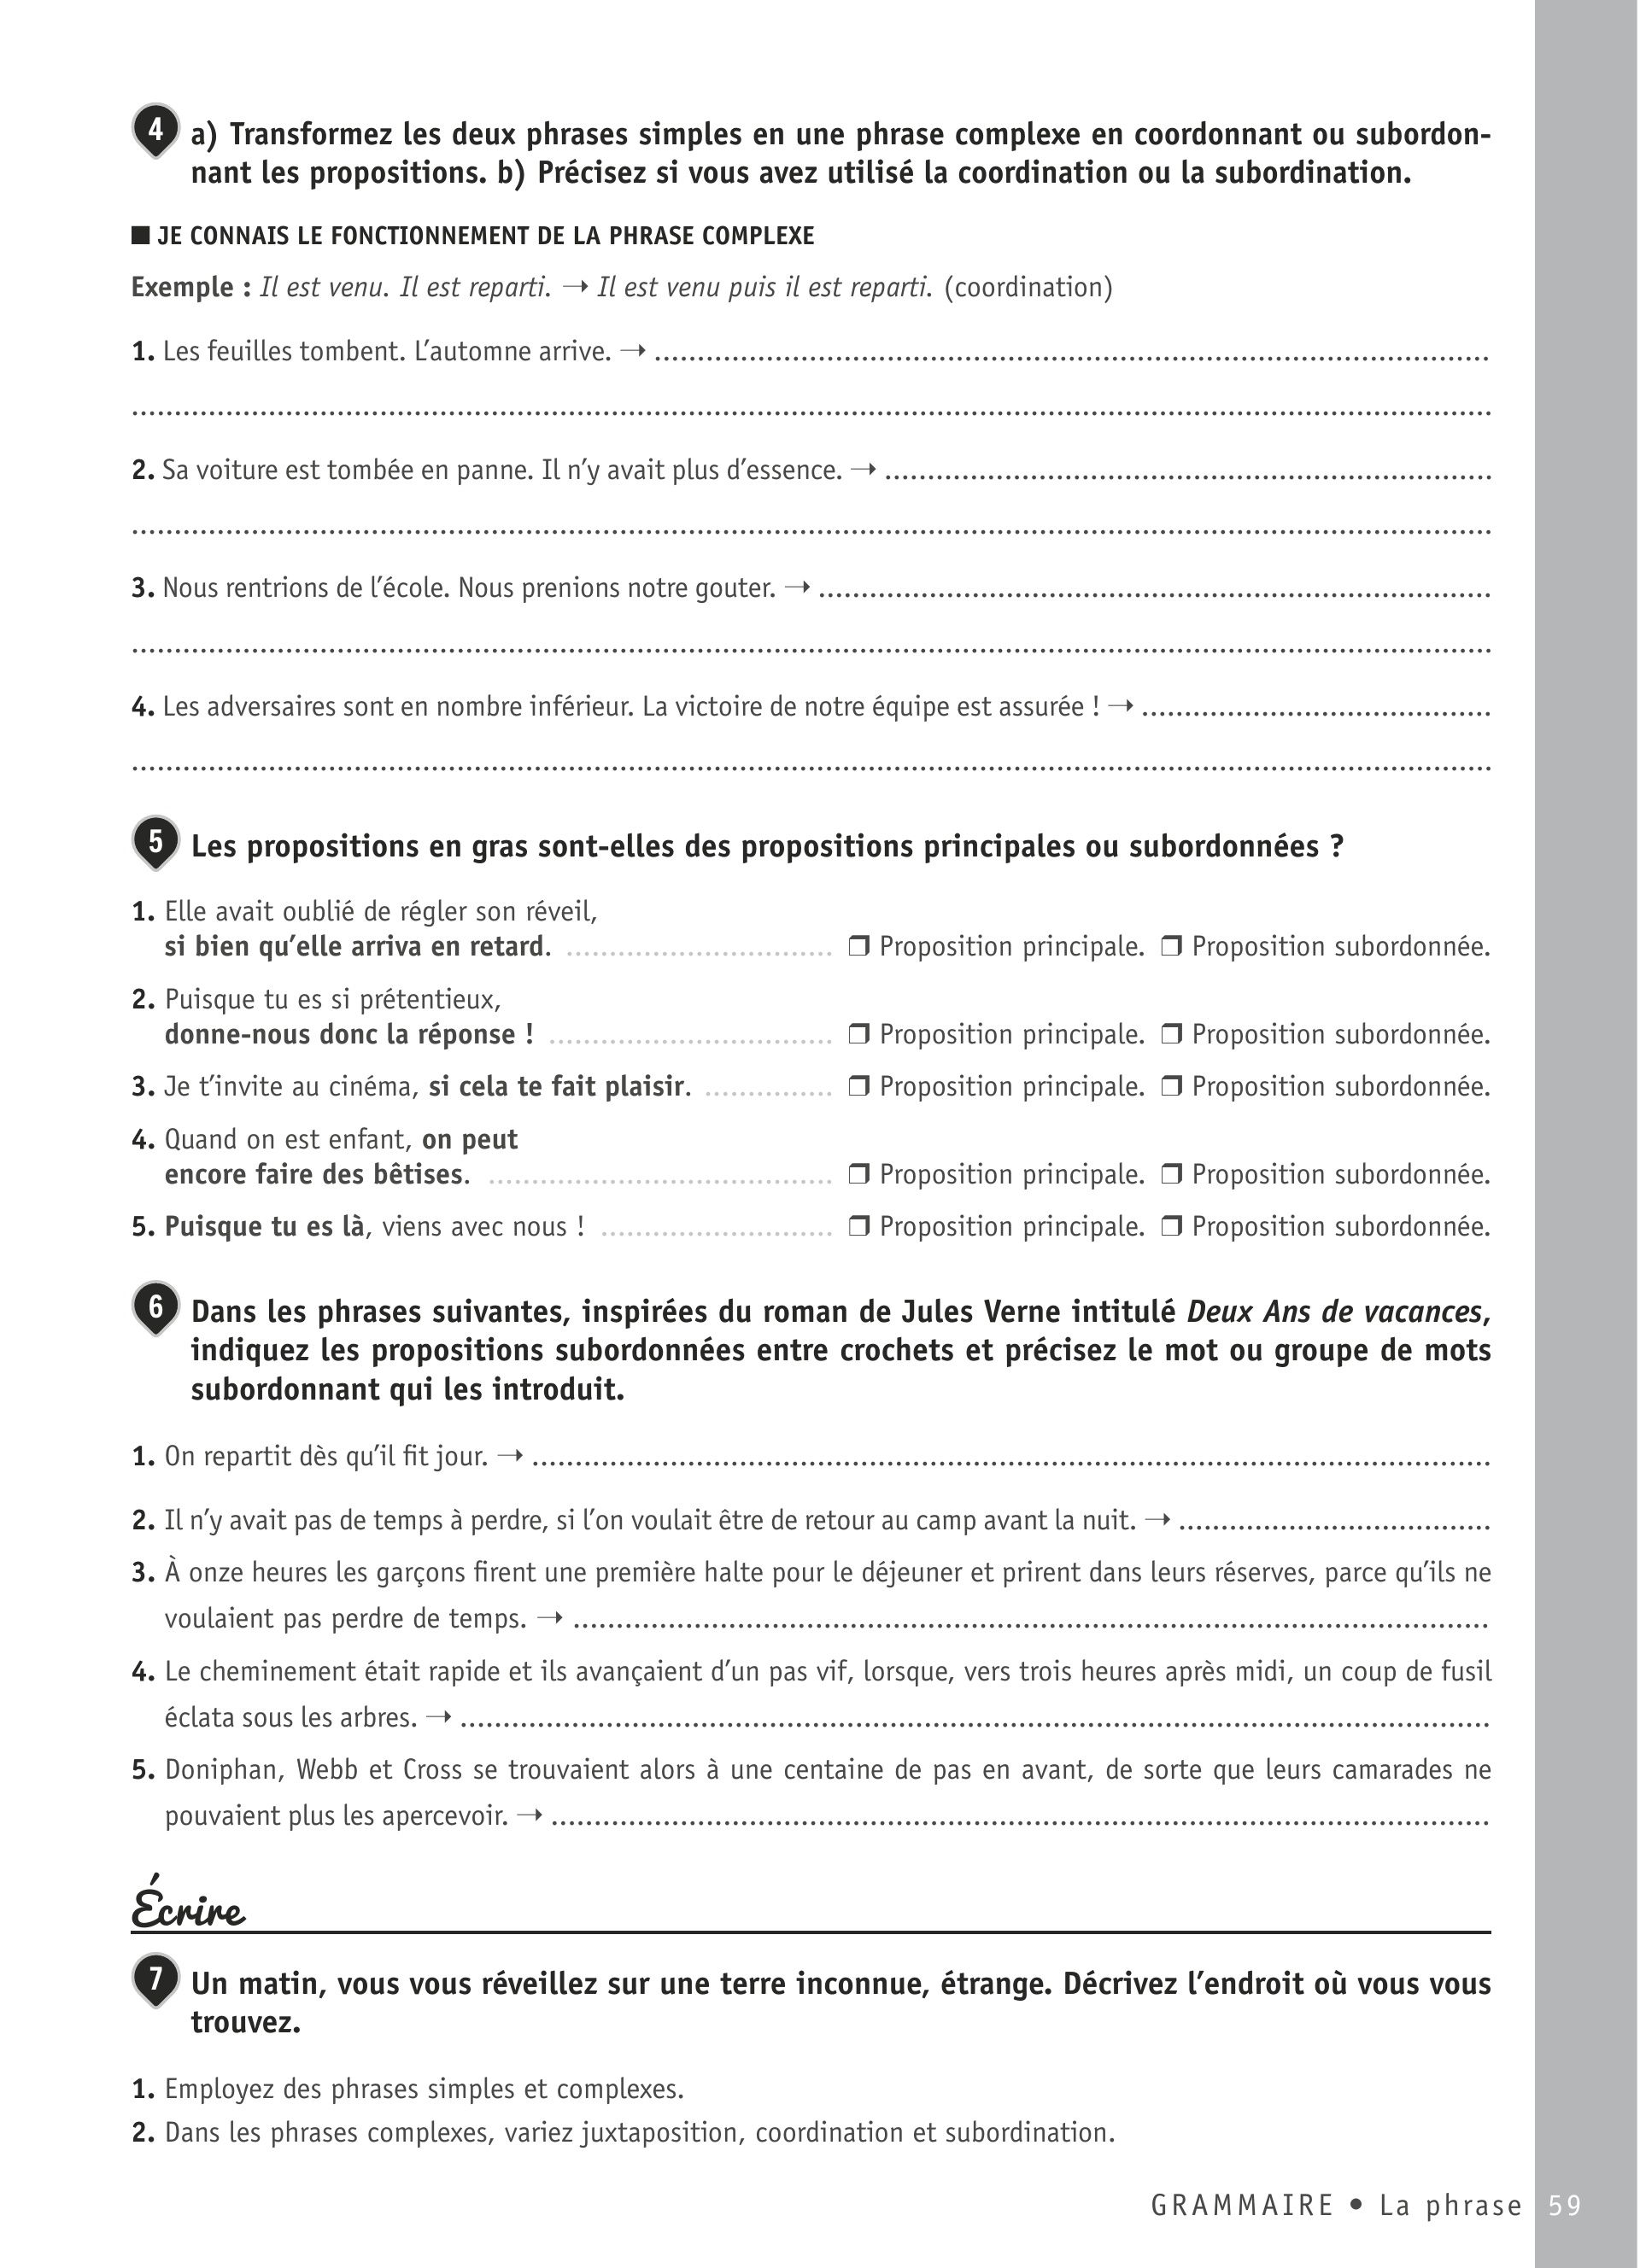 4 a) Transformez les deux phrases simples en une phrase complexe en coordonnant ou subordon-
nant les propositions. b) Précisez si vous avez utilisé la coordination ou la subordination.
■ JE CONNAIS LE FONCTIONNEMENT DE LA PHRASE COMPLEXE
Exemple : Il est venu. Il est reparti. → Il est venu puis il est reparti. (coordination)
1. Les feuilles tombent. L’automne arrive. → ..........
..........
2. Sa voiture est tombée en panne. Il n’y avait plus d’essence. → ..........
..........
3. Nous rentrions de l’école. Nous prenions notre gouter. → ..........
..........
4. Les adversaires sont en nombre inférieur. La victoire de notre équipe est assurée ! → ..........
..........
5 Les propositions en gras sont-elles des propositions principales ou subordonnées ?
1. Elle avait oublié de régler son réveil,
si bien qu’elle arriva en retard. .......... ❒ Proposition principale. ❒ Proposition subordonnée.
2. Puisque tu es si prétentieux,
donne-nous donc la réponse ! .......... ❒ Proposition principale. ❒ Proposition subordonnée.
3. Je t’invite au cinéma, si cela te fait plaisir. .......... ❒ Proposition principale. ❒ Proposition subordonnée.
4. Quand on est enfant, on peut
encore faire des bêtises. .......... ❒ Proposition principale. ❒ Proposition subordonnée.
5. Puisque tu es là, viens avec nous ! .......... ❒ Proposition principale. ❒ Proposition subordonnée.
6 Dans les phrases suivantes, inspirées du roman de Jules Verne intitulé Deux Ans de vacances,
indiquez les propositions subordonnées entre crochets et précisez le mot ou groupe de mots
subordonnant qui les introduit.
1. On repartit dès qu’il fit jour. → ..........
2. Il n’y avait pas de temps à perdre, si l’on voulait être de retour au camp avant la nuit. → ..........
3. À onze heures les garçons firent une première halte pour le déjeuner et prirent dans leurs réserves, parce qu’ils ne
voulaient pas perdre de temps. → ..........
4. Le cheminement était rapide et ils avançaient d’un pas vif, lorsque, vers trois heures après midi, un coup de fusil
éclata sous les arbres. → ..........
5. Doniphan, Webb et Cross se trouvaient alors à une centaine de pas en avant, de sorte que leurs camarades ne
pouvaient plus les apercevoir. → ..........
Écrire
7 Un matin, vous vous réveillez sur une terre inconnue, étrange. Décrivez l’endroit où vous vous
trouvez.
1. Employez des phrases simples et complexes.
2. Dans les phrases complexes, variez juxtaposition, coordination et subordination.
GRAMMAIRE • La phrase 59